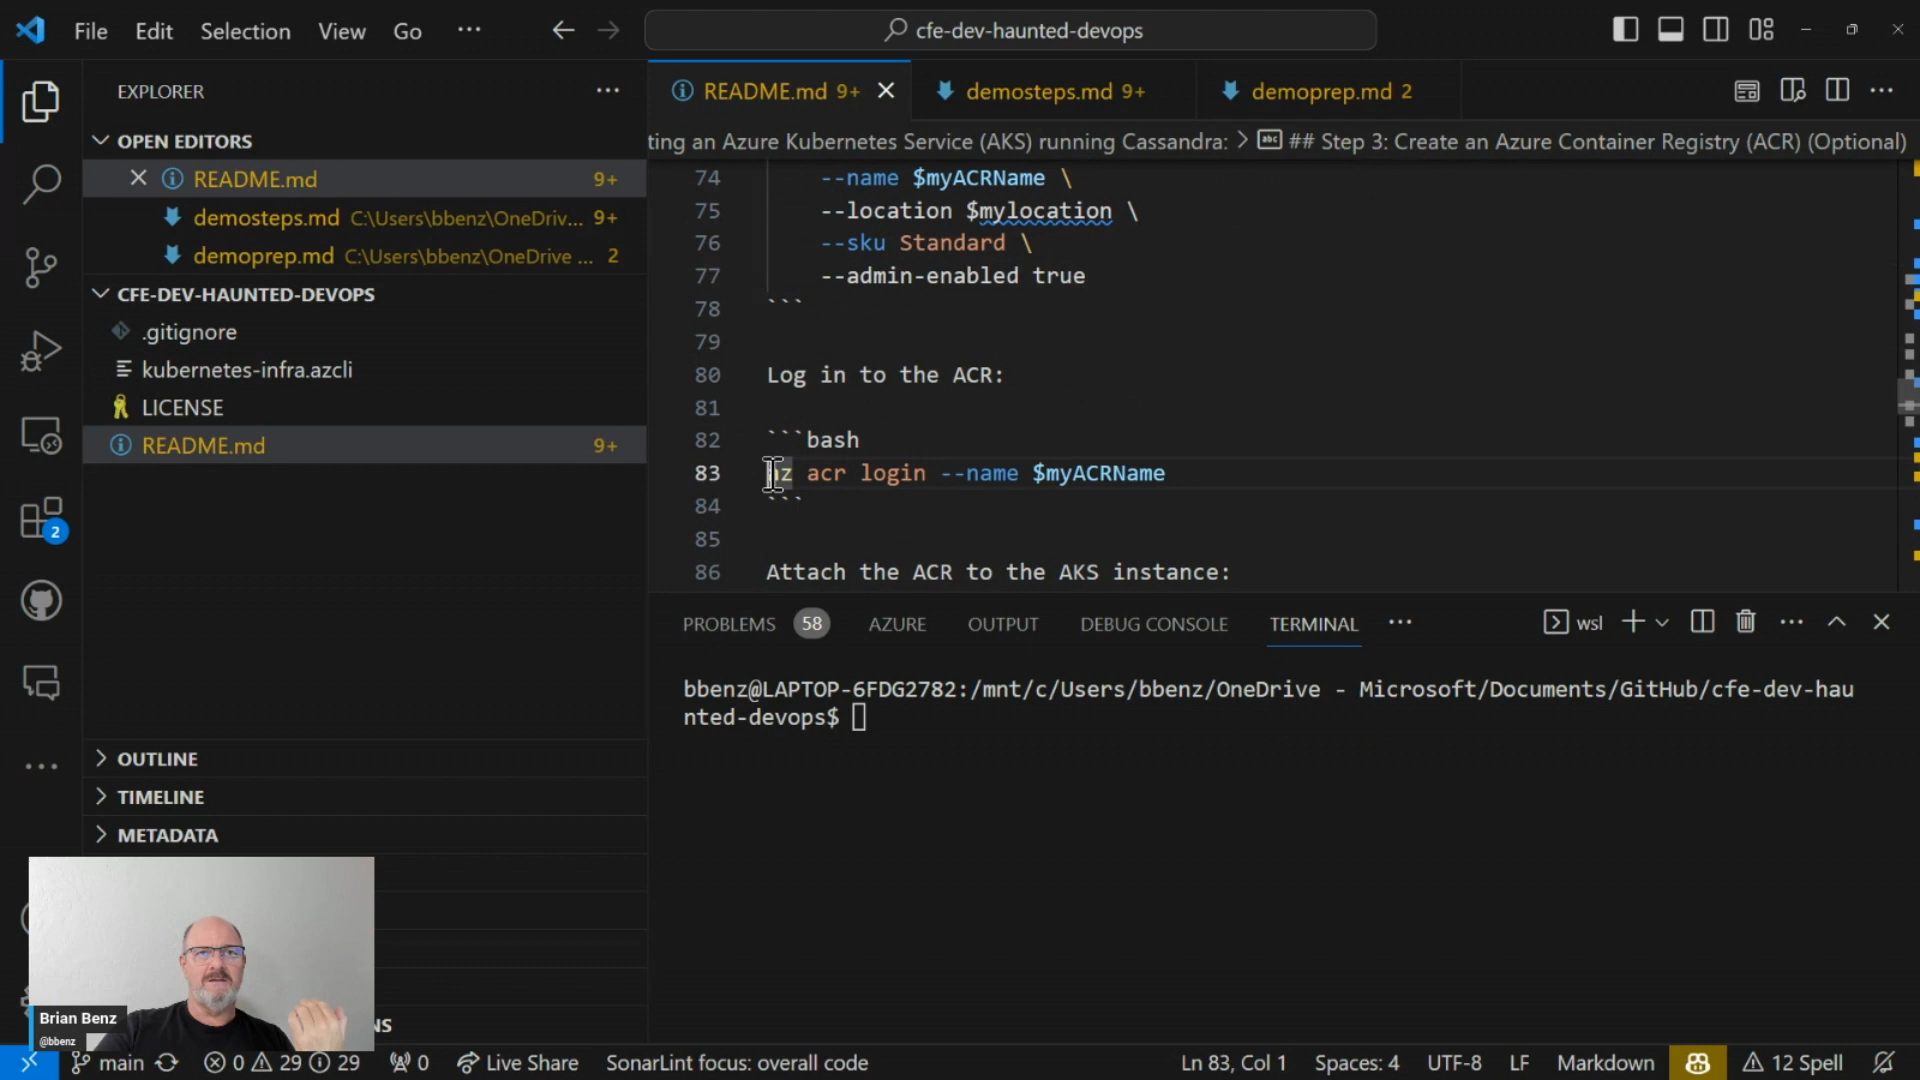 File Edit Selection View Go ··· cfe-dev-haunted-devops
EXPLORER
OPEN EDITORS
README.md 9+
demosteps.md C:\Users\bbenz\OneDriv... 9+
demoprep.md C:\Users\bbenz\OneDrive ... 2
CFE-DEV-HAUNTED-DEVOPS
.gitignore
kubernetes-infra.azcli
LICENSE
README.md 9+
OUTLINE
TIMELINE
METADATA
NS
2
README.md 9+ demosteps.md 9+ demoprep.md 2
ting an Azure Kubernetes Service (AKS) running Cassandra: > abc ## Step 3: Create an Azure Container Registry (ACR) (Optional)
74 --name $myACRName \
75 --location $mylocation \
76 --sku Standard \
77 --admin-enabled true
78 ```
79
80 Log in to the ACR:
81
82 ```bash
83 az acr login --name $myACRName
84 ```
85
86 Attach the ACR to the AKS instance:
PROBLEMS 58 AZURE OUTPUT DEBUG CONSOLE TERMINAL ··· wsl
bbenz@LAPTOP-6FDG2782:/mnt/c/Users/bbenz/OneDrive - Microsoft/Documents/GitHub/cfe-dev-hau
nted-devops$
Brian Benz
@bbenz
main 0 29 29 0 Live Share SonarLint focus: overall code Ln 83, Col 1 Spaces: 4 UTF-8 LF Markdown 12 Spell